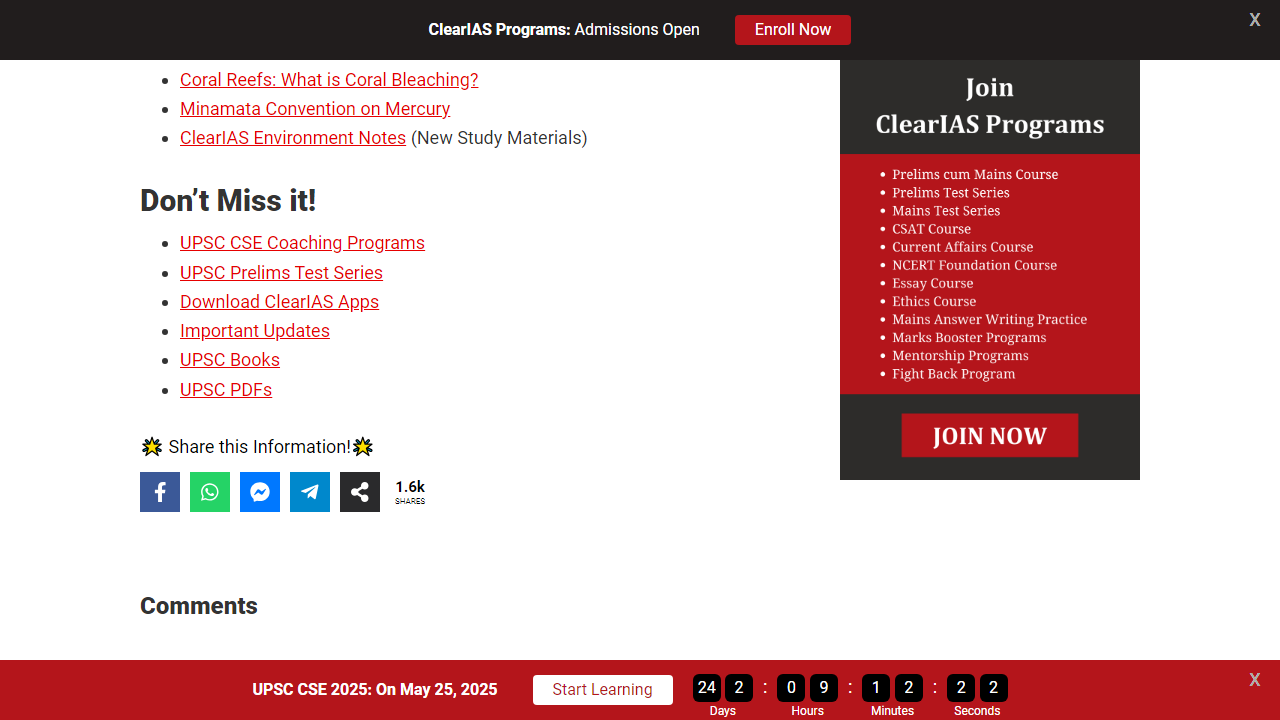 ClearIAS Programs: Admissions Open Enroll Now X
Coral Reefs: What is Coral Bleaching?
Minamata Convention on Mercury
ClearIAS Environment Notes (New Study Materials)
Don’t Miss it!
UPSC CSE Coaching Programs
UPSC Prelims Test Series
Download ClearIAS Apps
Important Updates
UPSC Books
UPSC PDFs
🌟 Share this Information!🌟
1.6k
SHARES
Comments
Join
ClearIAS Programs
Prelims cum Mains Course
Prelims Test Series
Mains Test Series
CSAT Course
Current Affairs Course
NCERT Foundation Course
Essay Course
Ethics Course
Mains Answer Writing Practice
Marks Booster Programs
Mentorship Programs
Fight Back Program
JOIN NOW
UPSC CSE 2025: On May 25, 2025 Start Learning 24 2 : 0 9 : 1 2 : 2 2 X
Days Hours Minutes Seconds